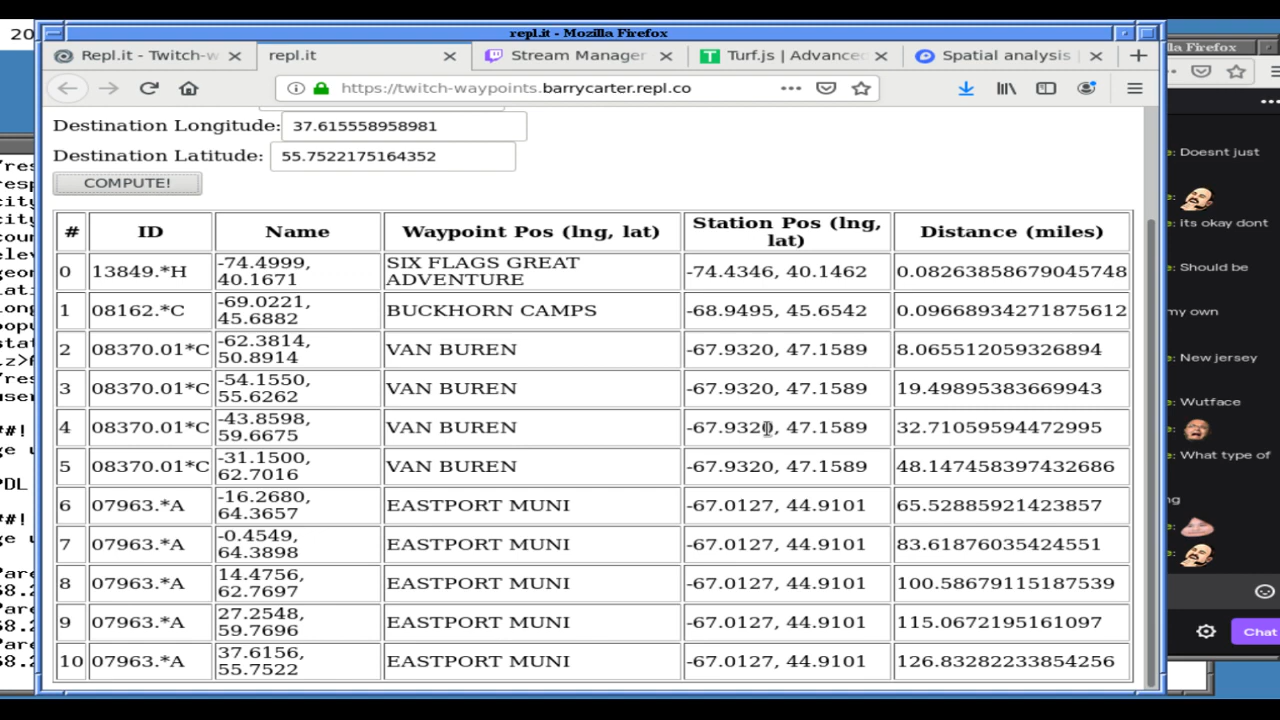 20
repl.it - Mozilla Firefox
lla Firefox
Repl.it - Twitch-w
repl.it
Stream Manager
Turf.js | Advance
Spatial analysis
https://twitch-waypoints.barrycarter.repl.co
Destination Longitude: 37.615558958981
Destination Latitude: 55.7522175164352
COMPUTE!
# ID Name Waypoint Pos (lng, lat) Station Pos (lng, lat) Distance (miles)
0 13849.*H -74.4999, 40.1671 SIX FLAGS GREAT ADVENTURE -74.4346, 40.1462 0.08263858679045748
1 08162.*C -69.0221, 45.6882 BUCKHORN CAMPS -68.9495, 45.6542 0.09668934271875612
2 08370.01*C -62.3814, 50.8914 VAN BUREN -67.9320, 47.1589 8.065512059326894
3 08370.01*C -54.1550, 55.6262 VAN BUREN -67.9320, 47.1589 19.49895383669943
4 08370.01*C -43.8598, 59.6675 VAN BUREN -67.9320, 47.1589 32.71059594472995
5 08370.01*C -31.1500, 62.7016 VAN BUREN -67.9320, 47.1589 48.147458397432686
6 07963.*A -16.2680, 64.3657 EASTPORT MUNI -67.0127, 44.9101 65.52885921423857
7 07963.*A -0.4549, 64.3898 EASTPORT MUNI -67.0127, 44.9101 83.61876035424551
8 07963.*A 14.4756, 62.7697 EASTPORT MUNI -67.0127, 44.9101 100.58679115187539
9 07963.*A 27.2548, 59.7696 EASTPORT MUNI -67.0127, 44.9101 115.0672195161097
10 07963.*A 37.6156, 55.7522 EASTPORT MUNI -67.0127, 44.9101 126.83282233854256
: Doesnt just
: its okay dont
: Should be
my own
: New jersey
: Wutface
: What type of
ng
Chat